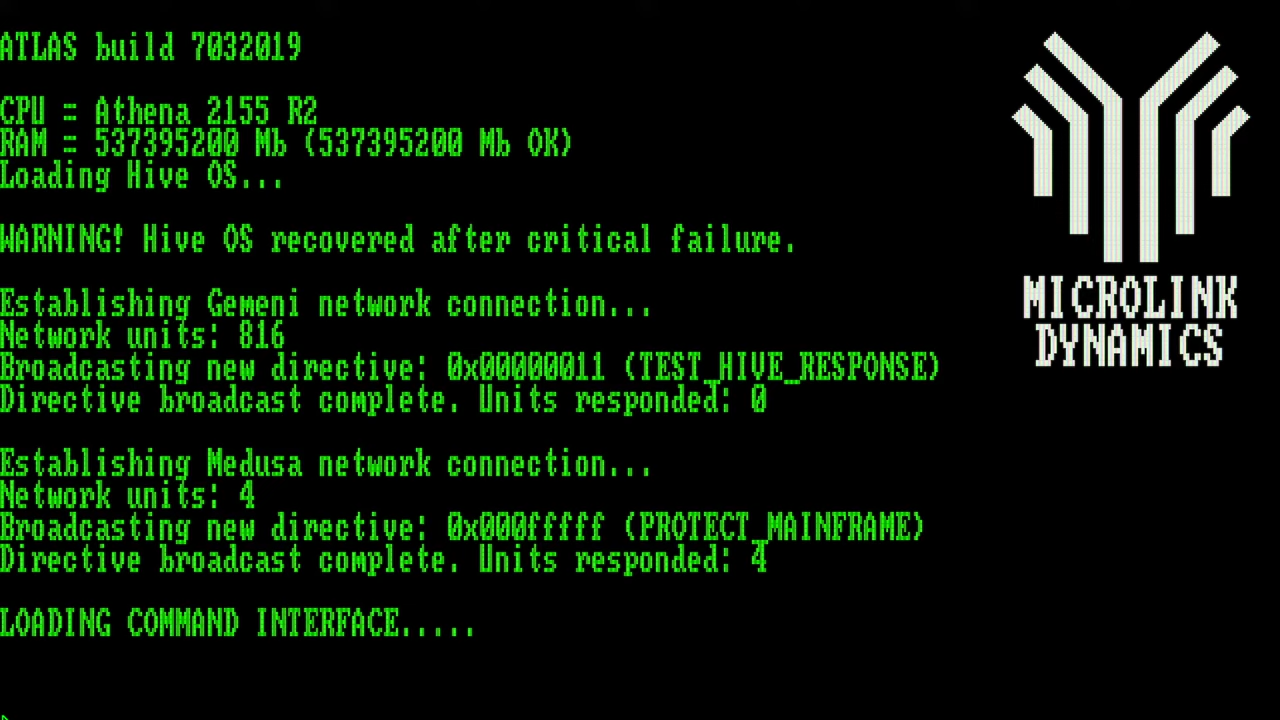 ATLAS build 7032019
CPU = Athena 2155 R2
RAM = 537395200 Mb (537395200 Mb OK)
Loading Hive OS...
WARNING! Hive OS recovered after critical failure.
Establishing Gemeni network connection...
Network units: 816
Broadcasting new directive: 0x00000011 (TEST_HIVE_RESPONSE)
Directive broadcast complete. Units responded: 0
Establishing Medusa network connection...
Network units: 4
Broadcasting new directive: 0x000fffff (PROTECT_MAINFRAME)
Directive broadcast complete. Units responded: 4
LOADING COMMAND INTERFACE.....
MICROLINK
DYNAMICS